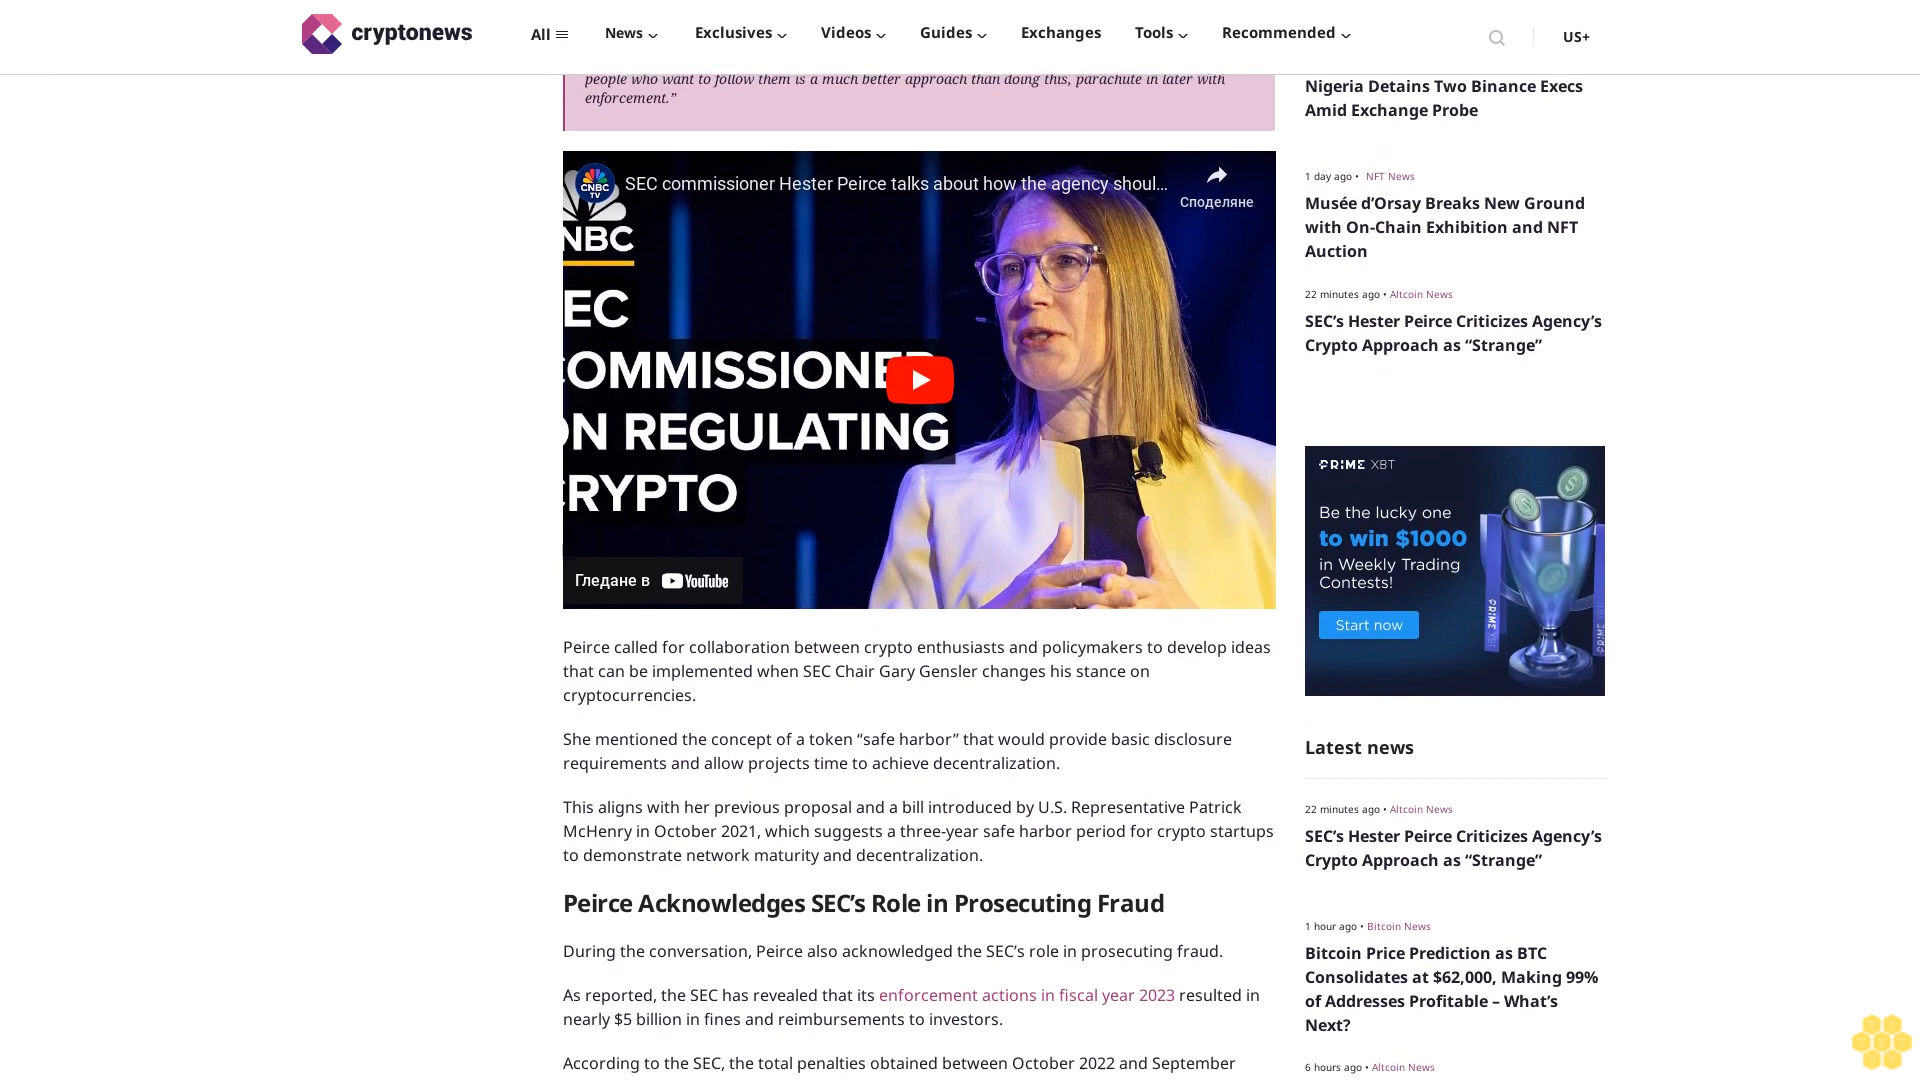 cryptonews
All
News
Exclusives
Videos
Guides
Exchanges
Tools
Recommended
US+
people who want to follow them is a much better approach than doing this, parachute in later with
enforcement.”
CNBC
TV
SEC commissioner Hester Peirce talks about how the agency shoul...
Споделяне
NBC
EC
COMMISSIONER
ON REGULATING
CRYPTO
Гледане в YouTube
Peirce called for collaboration between crypto enthusiasts and policymakers to develop ideas
that can be implemented when SEC Chair Gary Gensler changes his stance on
cryptocurrencies.
She mentioned the concept of a token “safe harbor” that would provide basic disclosure
requirements and allow projects time to achieve decentralization.
This aligns with her previous proposal and a bill introduced by U.S. Representative Patrick
McHenry in October 2021, which suggests a three-year safe harbor period for crypto startups
to demonstrate network maturity and decentralization.
Peirce Acknowledges SEC’s Role in Prosecuting Fraud
During the conversation, Peirce also acknowledged the SEC’s role in prosecuting fraud.
As reported, the SEC has revealed that its enforcement actions in fiscal year 2023 resulted in
nearly $5 billion in fines and reimbursements to investors.
According to the SEC, the total penalties obtained between October 2022 and September
Nigeria Detains Two Binance Execs
Amid Exchange Probe
1 day ago • NFT News
Musée d’Orsay Breaks New Ground
with On-Chain Exhibition and NFT
Auction
22 minutes ago • Altcoin News
SEC’s Hester Peirce Criticizes Agency’s
Crypto Approach as “Strange”
PRIME XBT
Be the lucky one
to win $1000
in Weekly Trading
Contests!
Start now
Latest news
22 minutes ago • Altcoin News
SEC’s Hester Peirce Criticizes Agency’s
Crypto Approach as “Strange”
1 hour ago • Bitcoin News
Bitcoin Price Prediction as BTC
Consolidates at $62,000, Making 99%
of Addresses Profitable – What’s
Next?
6 hours ago • Altcoin News